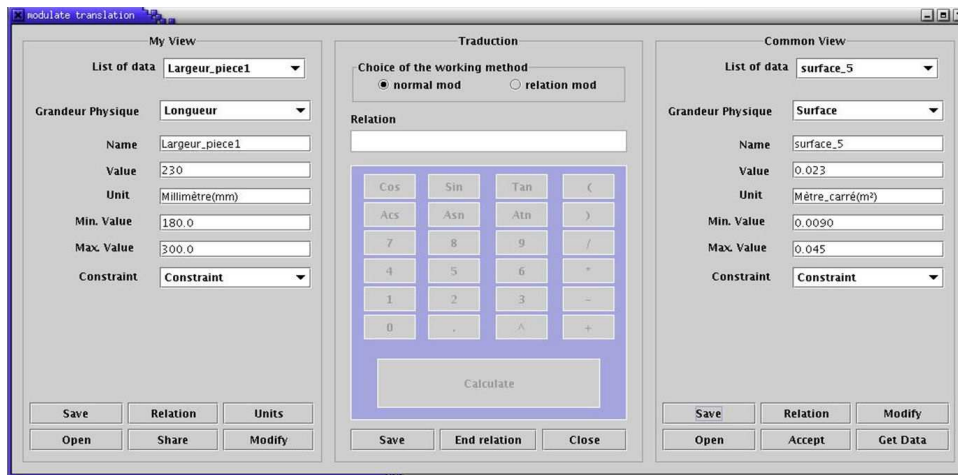 modulate translation
My View
List of data Largeur_piece1
Grandeur Physique Longueur
Name Largeur_piece1
Value 230
Unit Millimètre(mm)
Min. Value 180.0
Max. Value 300.0
Constraint Constraint
Save Relation Units
Open Share Modify
Traduction
Choice of the working method
normal mod relation mod
Relation
Cos Sin Tan (
Acs Asn Atn )
7 8 9 /
4 5 6 *
1 2 3 -
0 . ^ +
Calculate
Save End relation Close
Common View
List of data surface_5
Grandeur Physique Surface
Name surface_5
Value 0.023
Unit Mètre_carré(m²)
Min. Value 0.0090
Max. Value 0.045
Constraint Constraint
Save Relation Modify
Open Accept Get Data